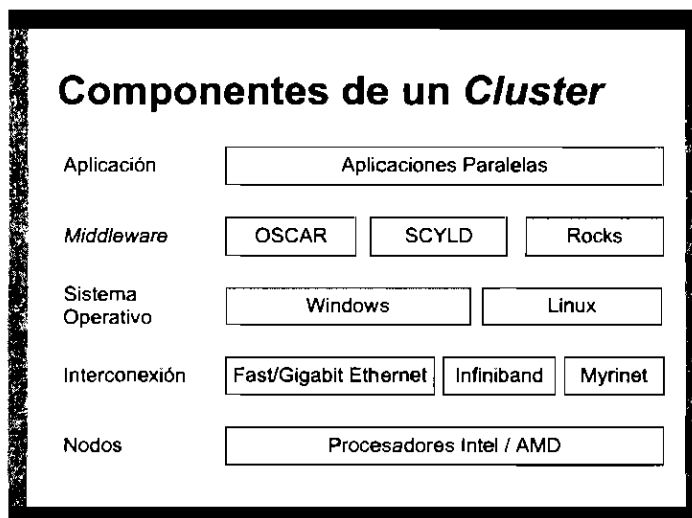 Componentes de un Cluster
Aplicación
Aplicaciones Paralelas
Middleware
OSCAR
SCYLD
Rocks
Sistema
Operativo
Windows
Linux
Interconexión
Fast/Gigabit Ethernet
Infiniband
Myrinet
Nodos
Procesadores Intel / AMD